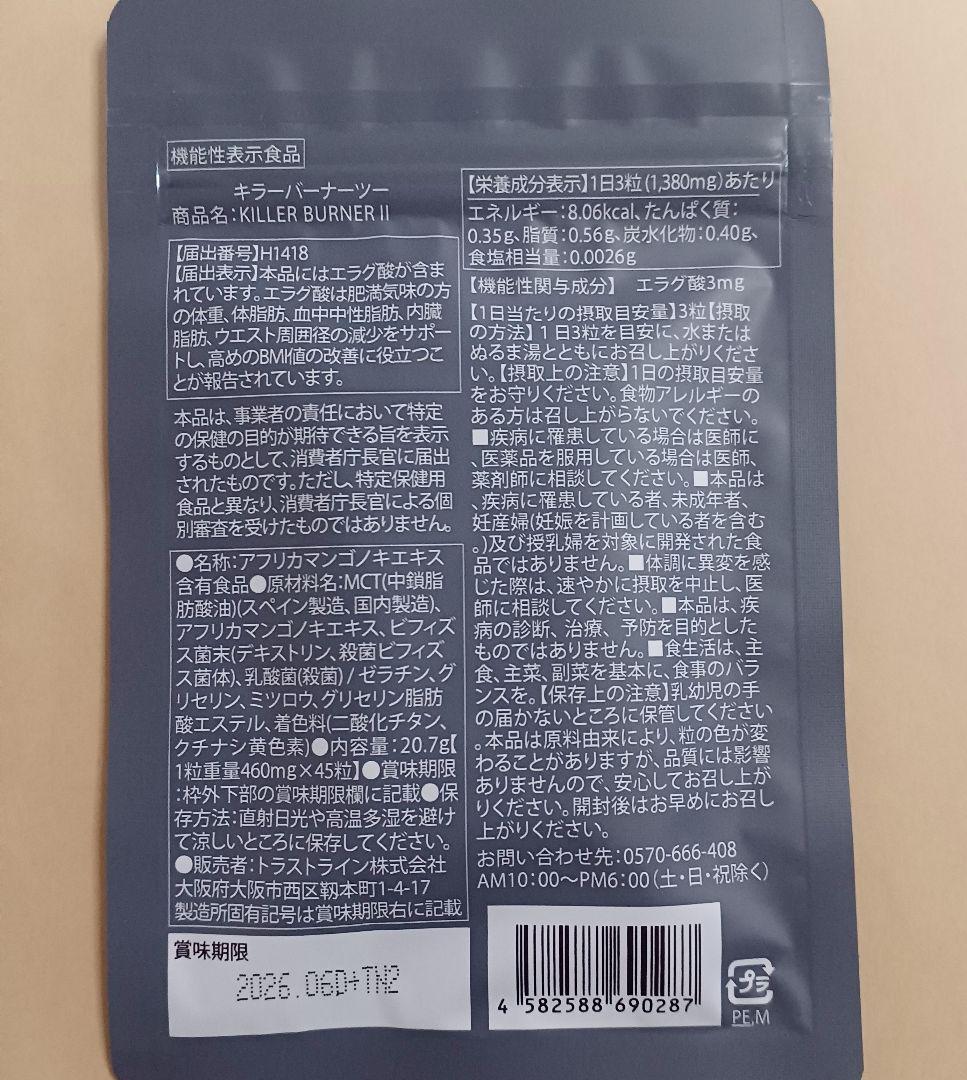 機能性表示食品
キラーバーナーツー
商品名:KILLER BURNER II
【届出番号】H1418
【届出表示】本品にはエラグ酸が含ま
れています。エラグ酸は肥満気味の方
の体重、体脂肪、血中中性脂肪、内臓
脂肪、ウエスト周囲径の減少をサポー
トし、高めのBMI値の改善に役立つこ
とが報告されています。
本品は、事業者の責任において特定
の保健の目的が期待できる旨を表示
するものとして、消費者庁長官に届出
されたものです。ただし、特定保健用
食品と異なり、消費者庁長官による個
別審査を受けたものではありません。
●名称:アフリカマンゴノキエキス
含有食品●原材料名:MCT(中鎖脂
肪酸油)(スペイン製造、国内製造)、
アフリカマンゴノキエキス、ビフィズ
ス菌末(デキストリン、殺菌ビフィズ
ス菌体)、乳酸菌(殺菌) / ゼラチン、グ
リセリン、ミツロウ、グリセリン脂肪
酸エステル、着色料(二酸化チタン、
クチナシ黄色素)●内容量:20.7g【
1粒重量460mg×45粒】●賞味期限
:枠外下部の賞味期限欄に記載●保
存方法:直射日光や高温多湿を避け
て涼しいところに保存してください。
●販売者:トラストライン株式会社
大阪府大阪市西区靱本町1-4-17
製造所固有記号は賞味期限右に記載
賞味期限
2026.06D+TN2
【栄養成分表示】1日3粒(1,380mg)あたり
エネルギー:8.06kcal、たんぱく質:
0.35g、脂質:0.56g、炭水化物:0.40g、
食塩相当量:0.0026g
【機能性関与成分】 エラグ酸3mg
【1日当たりの摂取目安量】3粒【摂取
の方法】1日3粒を目安に、水または
ぬるま湯とともにお召し上がりくださ
い。【摂取上の注意】1日の摂取目安量
をお守りください。食物アレルギーの
ある方は召し上がらないでください。
■疾病に罹患している場合は医師に
、医薬品を服用している場合は医師、
薬剤師に相談してください。■本品は
、疾病に罹患している者、未成年者、
妊産婦(妊娠を計画している者を含む
。)及び授乳婦を対象に開発された食
品ではありません。■体調に異変を感
じた際は、速やかに摂取を中止し、医
師に相談してください。■本品は、疾
病の診断、治療、予防を目的とした
ものではありません。■食生活は、主
食、主菜、副菜を基本に、食事のバラ
ンスを。【保存上の注意】乳幼児の手
の届かないところに保管してください
。本品は原料由来により、粒の色が変
わることがありますが、品質には影響
ありませんので、安心してお召し上が
りください。開封後はお早めにお召し
上がりください。
お問い合わせ先:0570-666-408
AM10:00～PM6:00(土・日・祝除く)
4 582588 690287
プラ
PE,M